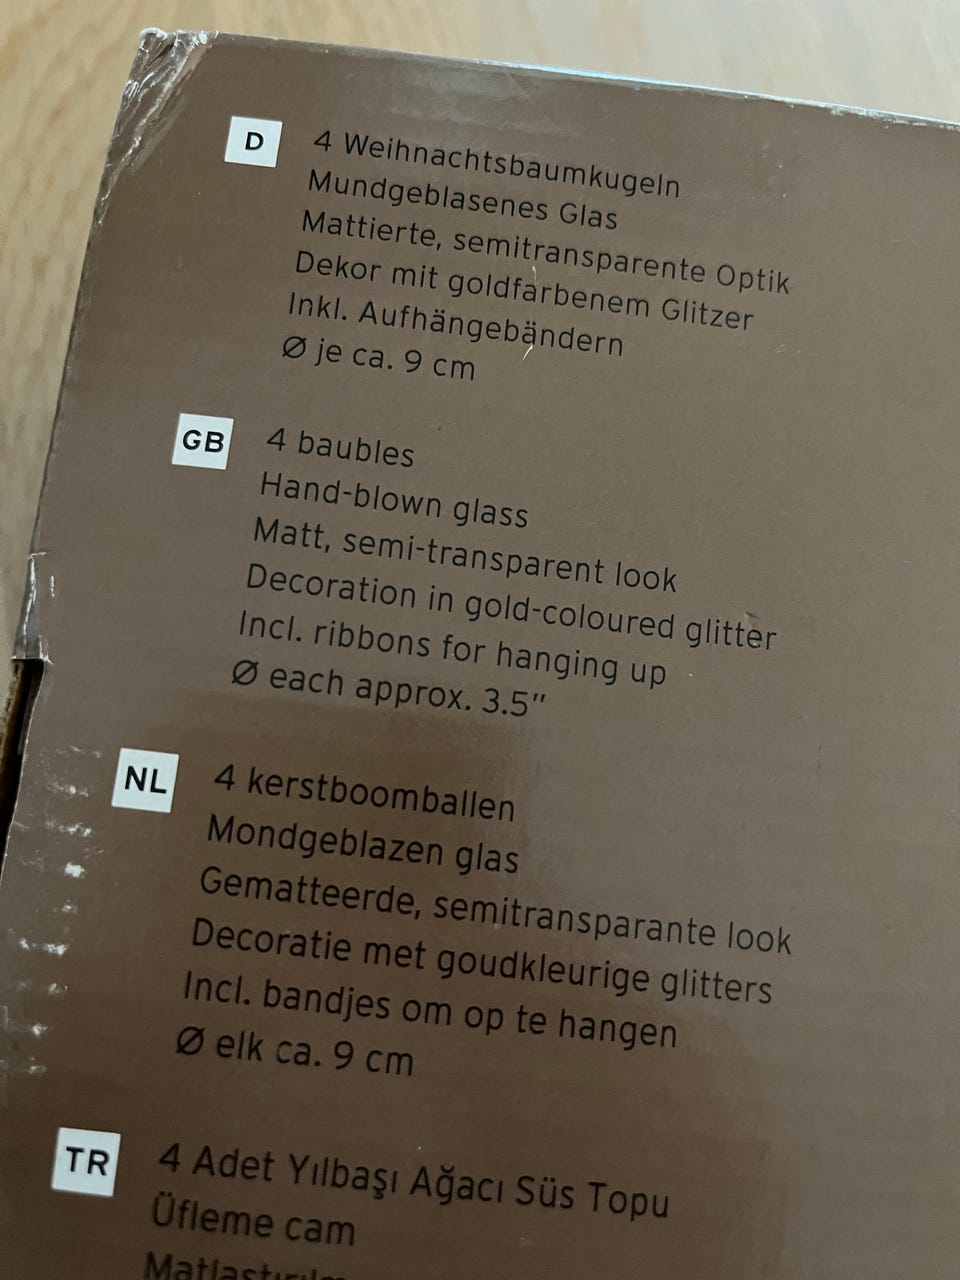 D
4 Weihnachtsbaumkugeln
Mundgeblasenes Glas
Mattierte, semitransparente Optik
Dekor mit goldfarbenem Glitzer
Inkl. Aufhängebändern
Ø je ca. 9 cm
GB
4 baubles
Hand-blown glass
Matt, semi-transparent look
Decoration in gold-coloured glitter
Incl. ribbons for hanging up
Ø each approx. 3.5"
NL
4 kerstboomballen
Mondgeblazen glas
Gematteerde, semitransparante look
Decoratie met goudkleurige glitters
Incl. bandjes om op te hangen
Ø elk ca. 9 cm
TR
4 Adet Yılbaşı Ağacı Süs Topu
Üfleme cam